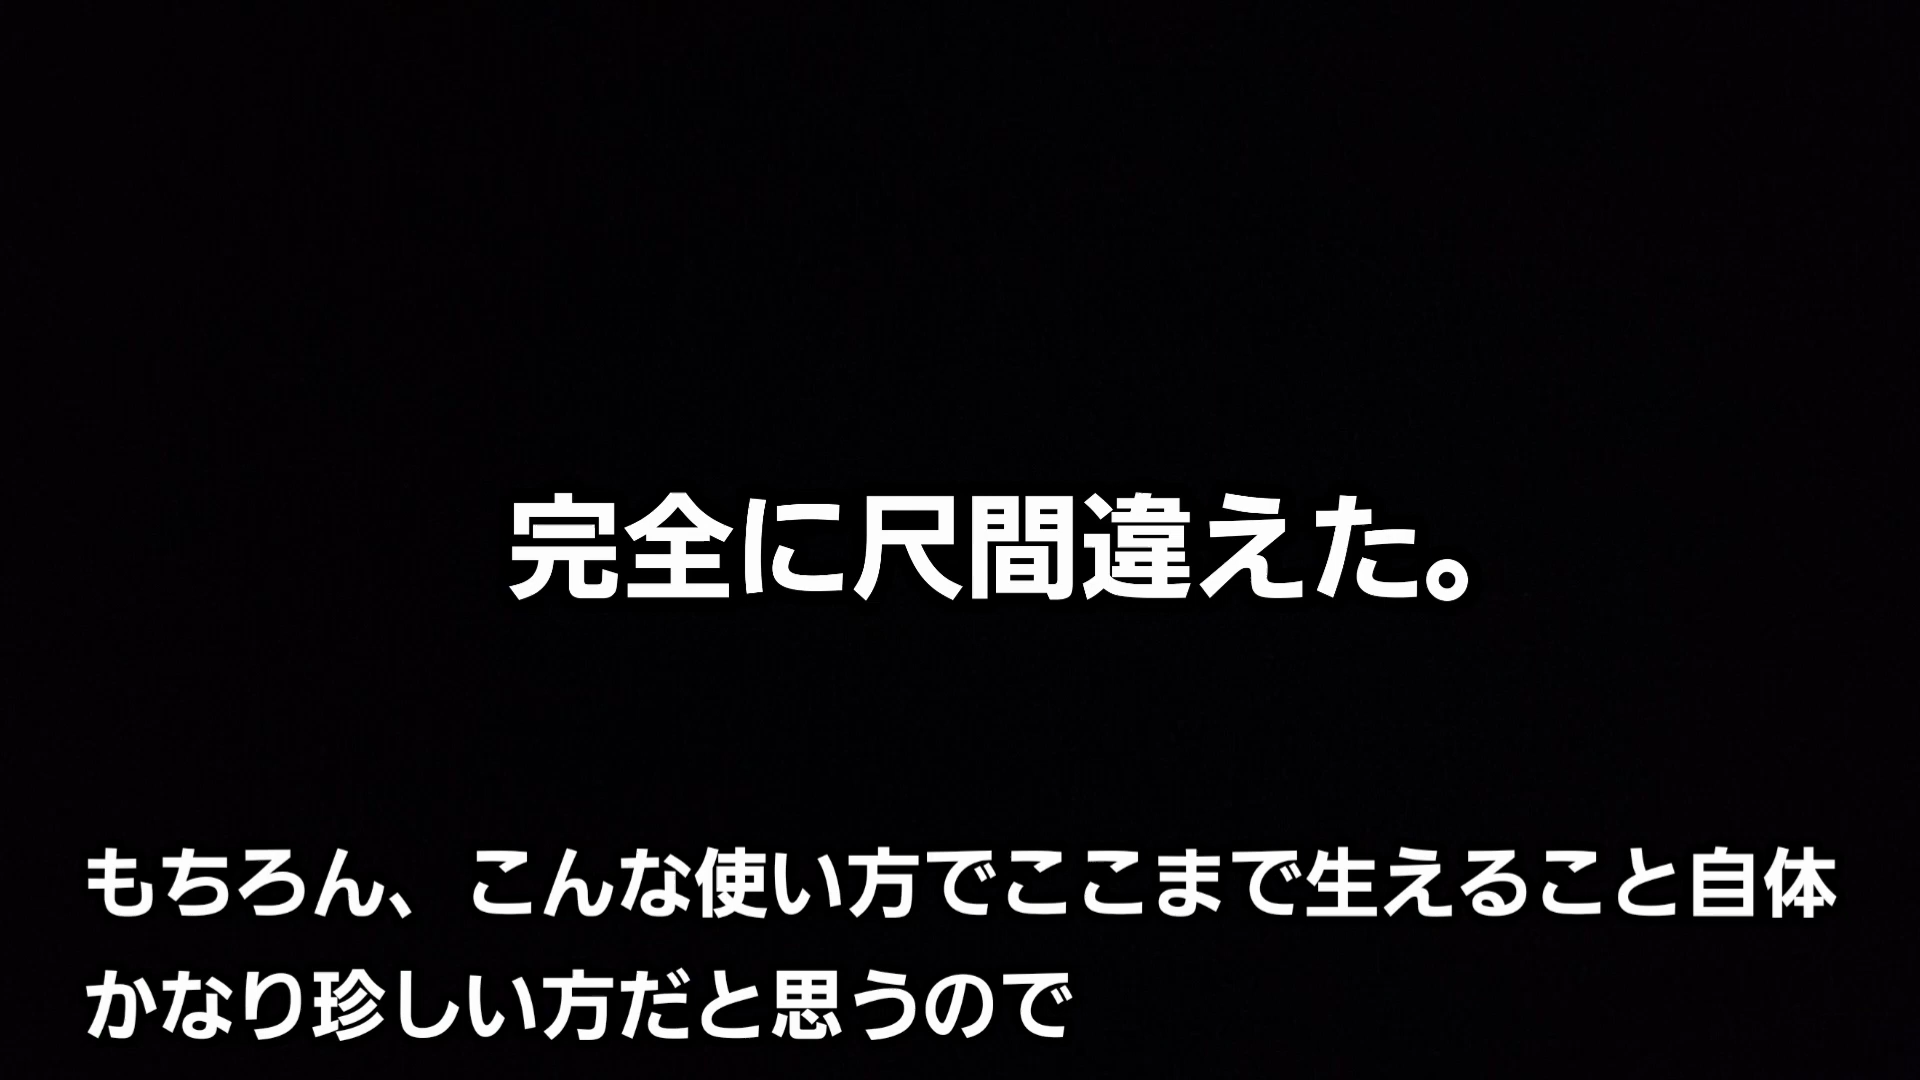 完全に尺間違えた。
もちろん、こんな使い方でここまで生えること自体
かなり珍しい方だと思うので